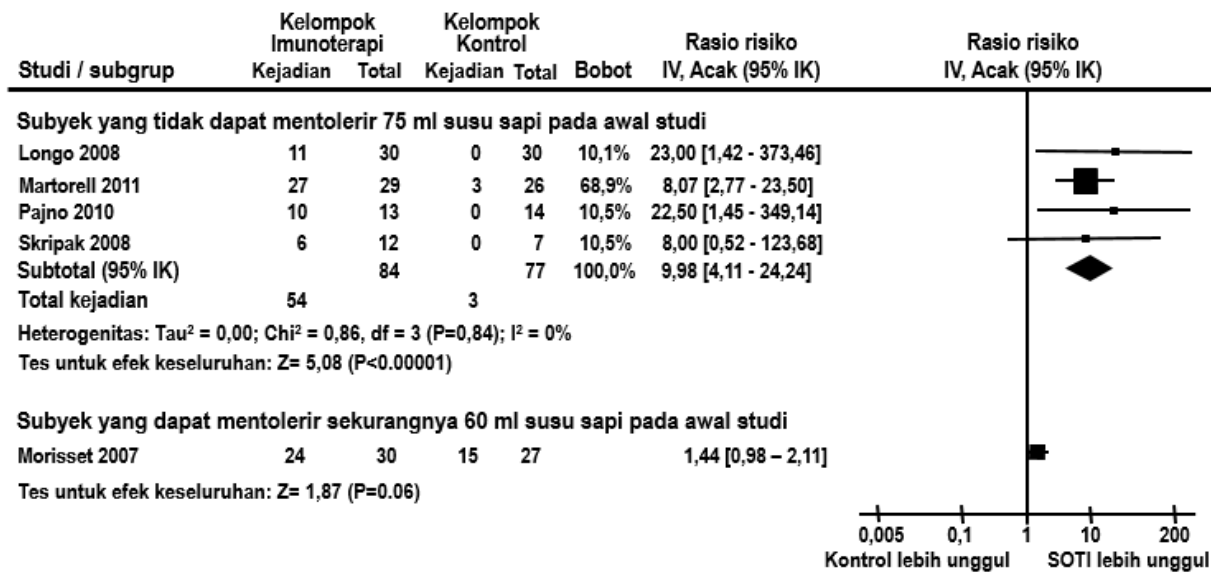 Kelompok Imunoterapi Kelompok Kontrol Rasio risiko Rasio risiko
Studi / subgrup Kejadian Total Kejadian Total Bobot IV, Acak (95% IK) IV, Acak (95% IK)
Subyek yang tidak dapat mentolerir 75 ml susu sapi pada awal studi
Longo 2008 11 30 0 30 10,1% 23,00 [1,42 - 373,46]
Martorell 2011 27 29 3 26 68,9% 8,07 [2,77 - 23,50]
Pajno 2010 10 13 0 14 10,5% 22,50 [1,45 - 349,14]
Skripak 2008 6 12 0 7 10,5% 8,00 [0,52 - 123,68]
Subtotal (95% IK) 84 77 100,0% 9,98 [4,11 - 24,24]
Total kejadian 54 3
Heterogenitas: Tau² = 0,00; Chi² = 0,86, df = 3 (P=0,84); I² = 0%
Tes untuk efek keseluruhan: Z= 5,08 (P<0.00001)
Subyek yang dapat mentolerir sekurangnya 60 ml susu sapi pada awal studi
Morisset 2007 24 30 15 27 1,44 [0,98 – 2,11]
Tes untuk efek keseluruhan: Z= 1,87 (P=0.06)
0,005 0,1 1 10 200
Kontrol lebih unggul SOTI lebih unggul